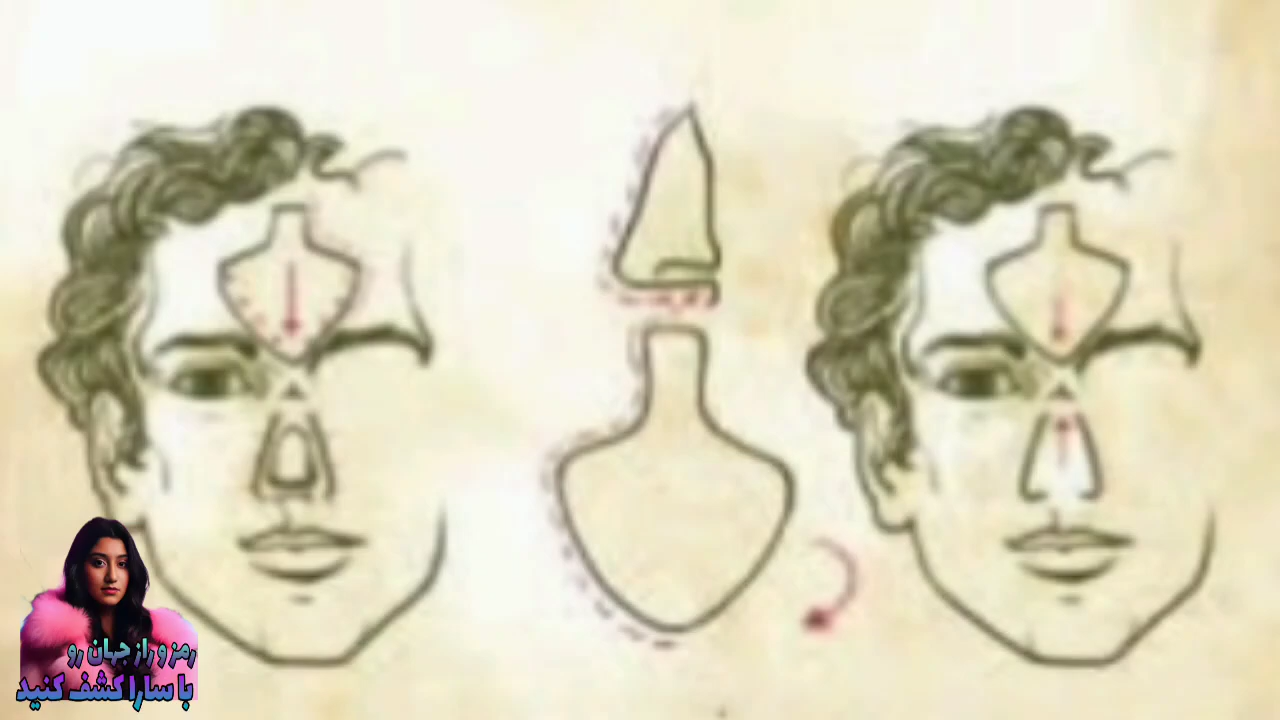 رمز و راز جهان رو
با سارا کشف کنید